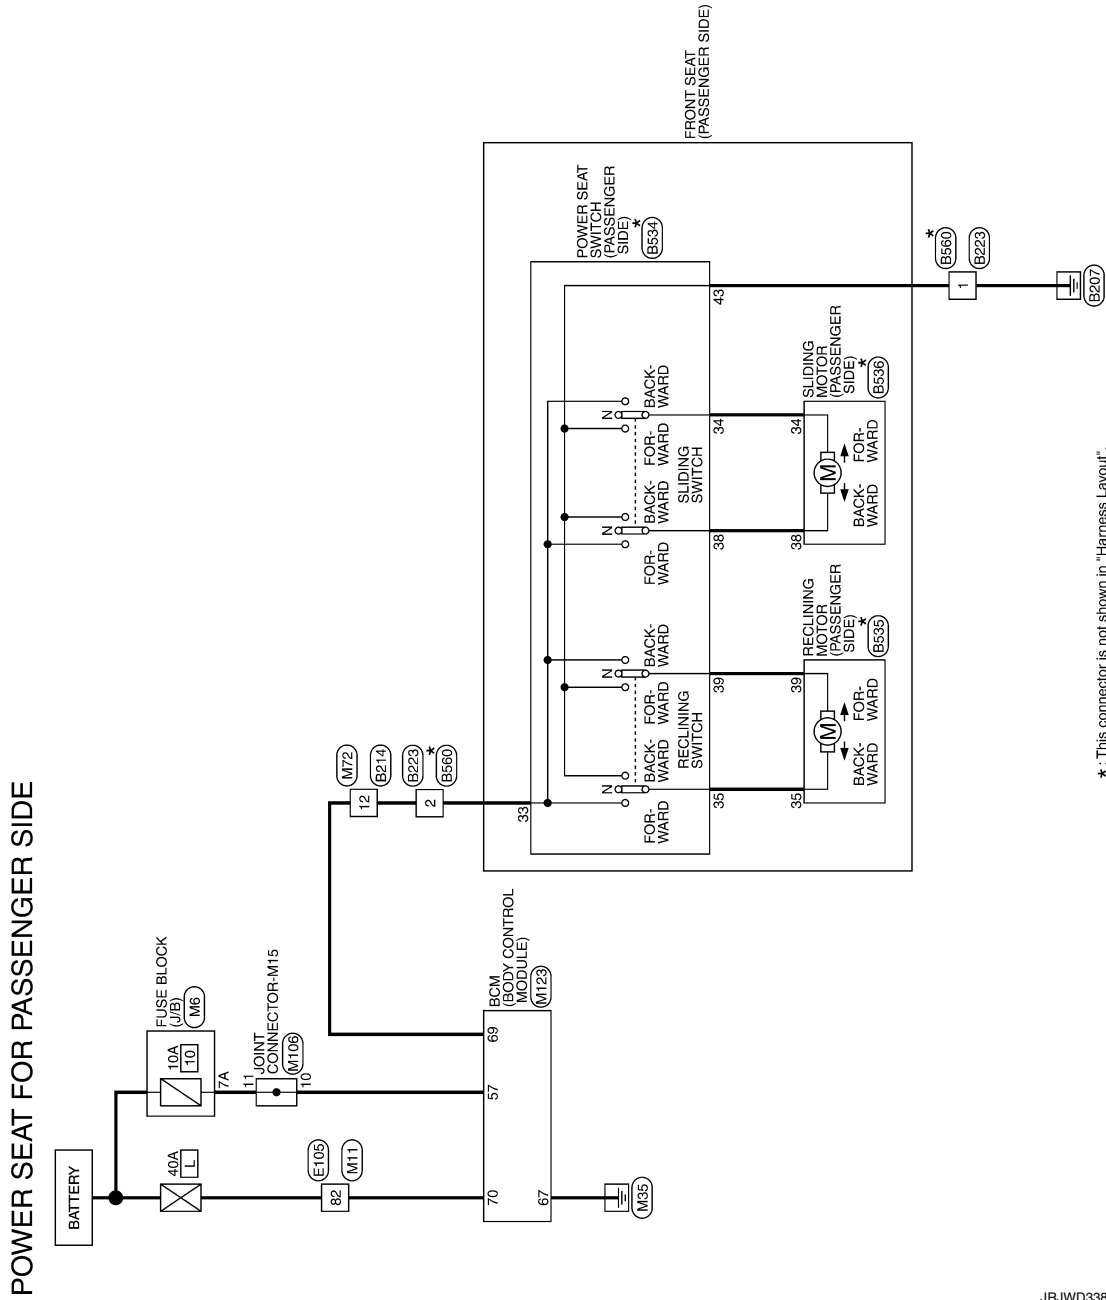 POWER SEAT FOR PASSENGER SIDE
BATTERY
40A
L
E105
82
M11
FUSE BLOCK
(J/B)
M6
10A
10
7A
11
JOINT
CONNECTOR-M15
M106
10
70
57
69
67
M35
BCM
(BODY CONTROL
MODULE)
M123
M72
12
B214
B223
2
*
B560
33
FRONT SEAT
(PASSENGER SIDE)
POWER SEAT
SWITCH
(PASSENGER
SIDE)
*
B534
N
FOR-
WARD
BACK-
WARD
RECLINING
SWITCH
N
FOR-
WARD
BACK-
WARD
N
FOR-
WARD
BACK-
WARD
SLIDING
SWITCH
N
FOR-
WARD
BACK-
WARD
35
39
38
34
43
35
39
38
34
RECLINING
MOTOR
(PASSENGER
SIDE)
*
B535
M
BACK-
WARD
FOR-
WARD
SLIDING
MOTOR
(PASSENGER
SIDE)
*
B536
M
BACK-
WARD
FOR-
WARD
*
B560
1
B223
B207
* : This connector is not shown in "Harness Layout".
JRJWD338